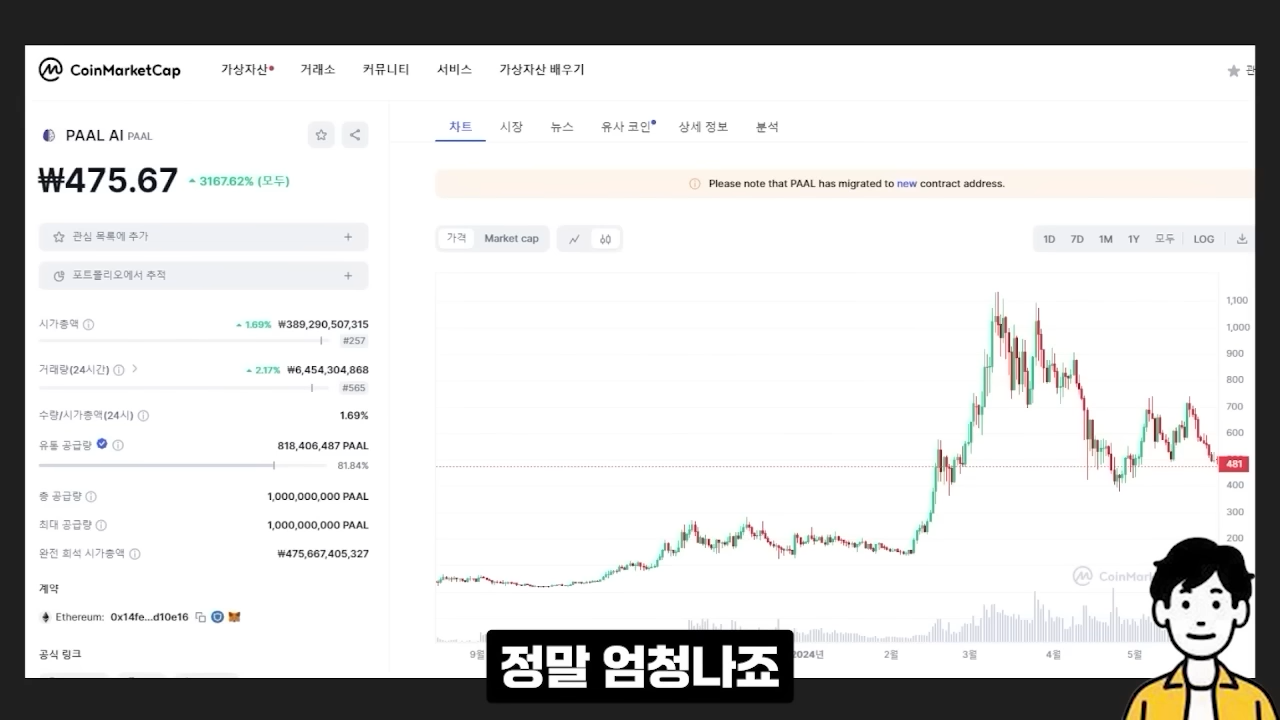 CoinMarketCap
가상자산 거래소 커뮤니티 서비스 가상자산 배우기
관
PAAL AI PAAL
₩475.67 3167.62% (모두)
관심 목록에 추가 +
포트폴리오에서 추적 +
시가총액 1.69% ₩389,290,507,315
#257
거래량(24시간) 2.17% ₩6,454,304,868
#565
수량/시가총액(24시) 1.69%
유통 공급량 818,406,487 PAAL
81.84%
총 공급량 1,000,000,000 PAAL
최대 공급량 1,000,000,000 PAAL
완전 희석 시가총액 ₩475,667,405,327
계약
Ethereum: 0x14fe...d10e16
공식 링크
차트 시장 뉴스 유사 코인 상세 정보 분석
Please note that PAAL has migrated to new contract address.
가격 Market cap
1D 7D 1M 1Y 모두 LOG
1,100
1,000
900
800
700
600
481
400
300
200
CoinMar
9월 2024년 2월 3월 4월 5월
정말 엄청나죠